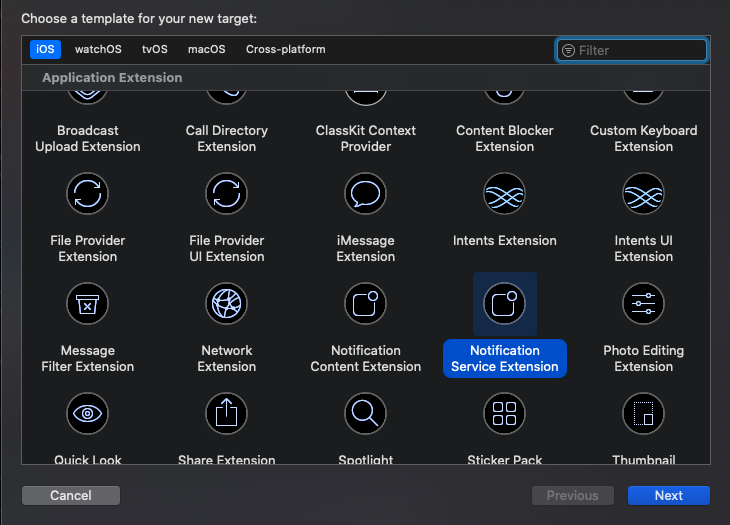 Choose a template for your new target:
iOS watchOS tvOS macOS Cross-platform Filter
Application Extension
Broadcast
Upload Extension
Call Directory
Extension
ClassKit Context
Provider
Content Blocker
Extension
Custom Keyboard
Extension
File Provider
Extension
File Provider
UI Extension
iMessage
Extension
Intents Extension
Intents UI
Extension
Message
Filter Extension
Network
Extension
Notification
Content Extension
Notification
Service Extension
Photo Editing
Extension
Quick Look
Share Extension
Spotlight
Sticker Pack
Thumbnail
Cancel
Previous
Next